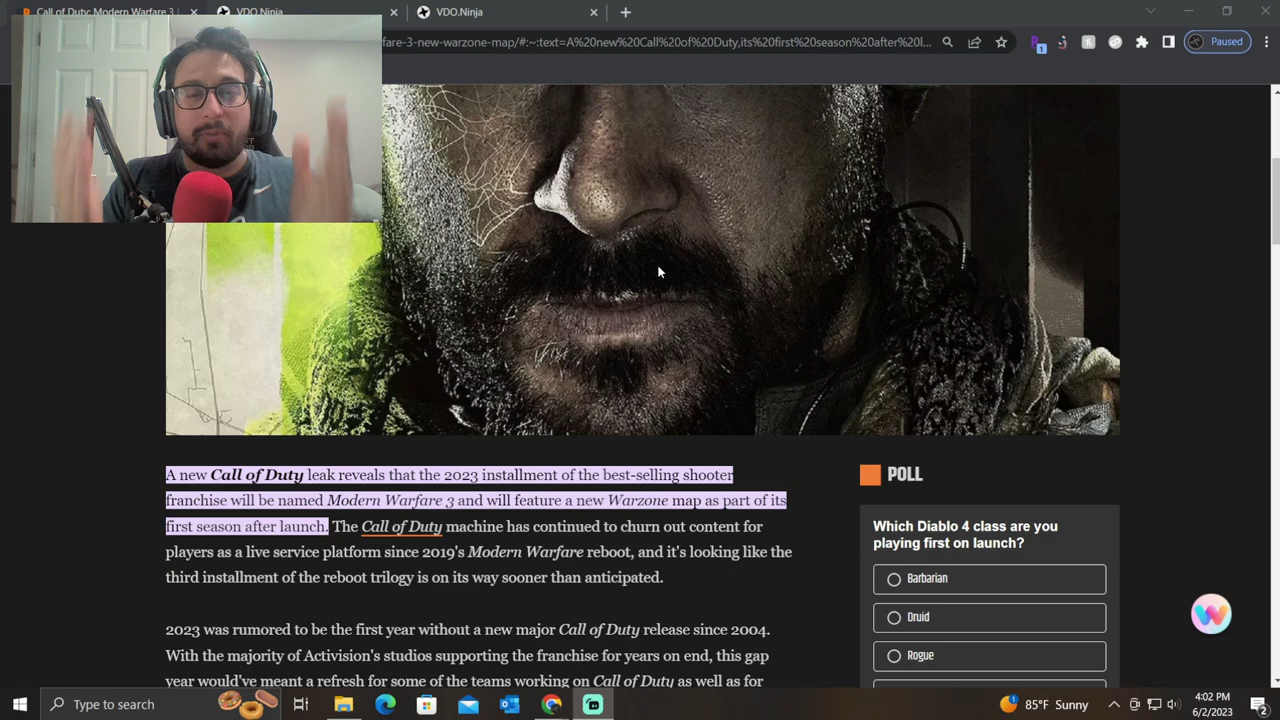 Call of Duty: Modern Warfare 3
VDO.Ninja
VDO.Ninja
fare-3-new-warzone-map/#:~:text=A%20new%20Call%20of%20Duty,its%20first%20season%20after%20l...
1
Paused
A new Call of Duty leak reveals that the 2023 installment of the best-selling shooter
franchise will be named Modern Warfare 3 and will feature a new Warzone map as part of its
first season after launch. The Call of Duty machine has continued to churn out content for
players as a live service platform since 2019's Modern Warfare reboot, and it's looking like the
third installment of the reboot trilogy is on its way sooner than anticipated.
2023 was rumored to be the first year without a new major Call of Duty release since 2004.
With the majority of Activision's studios supporting the franchise for years on end, this gap
year would've meant a refresh for some of the teams working on Call of Duty as well as for
POLL
Which Diablo 4 class are you
playing first on launch?
Barbarian
Druid
Rogue
Type to search
1
85°F Sunny
4:02 PM
6/2/2023
2